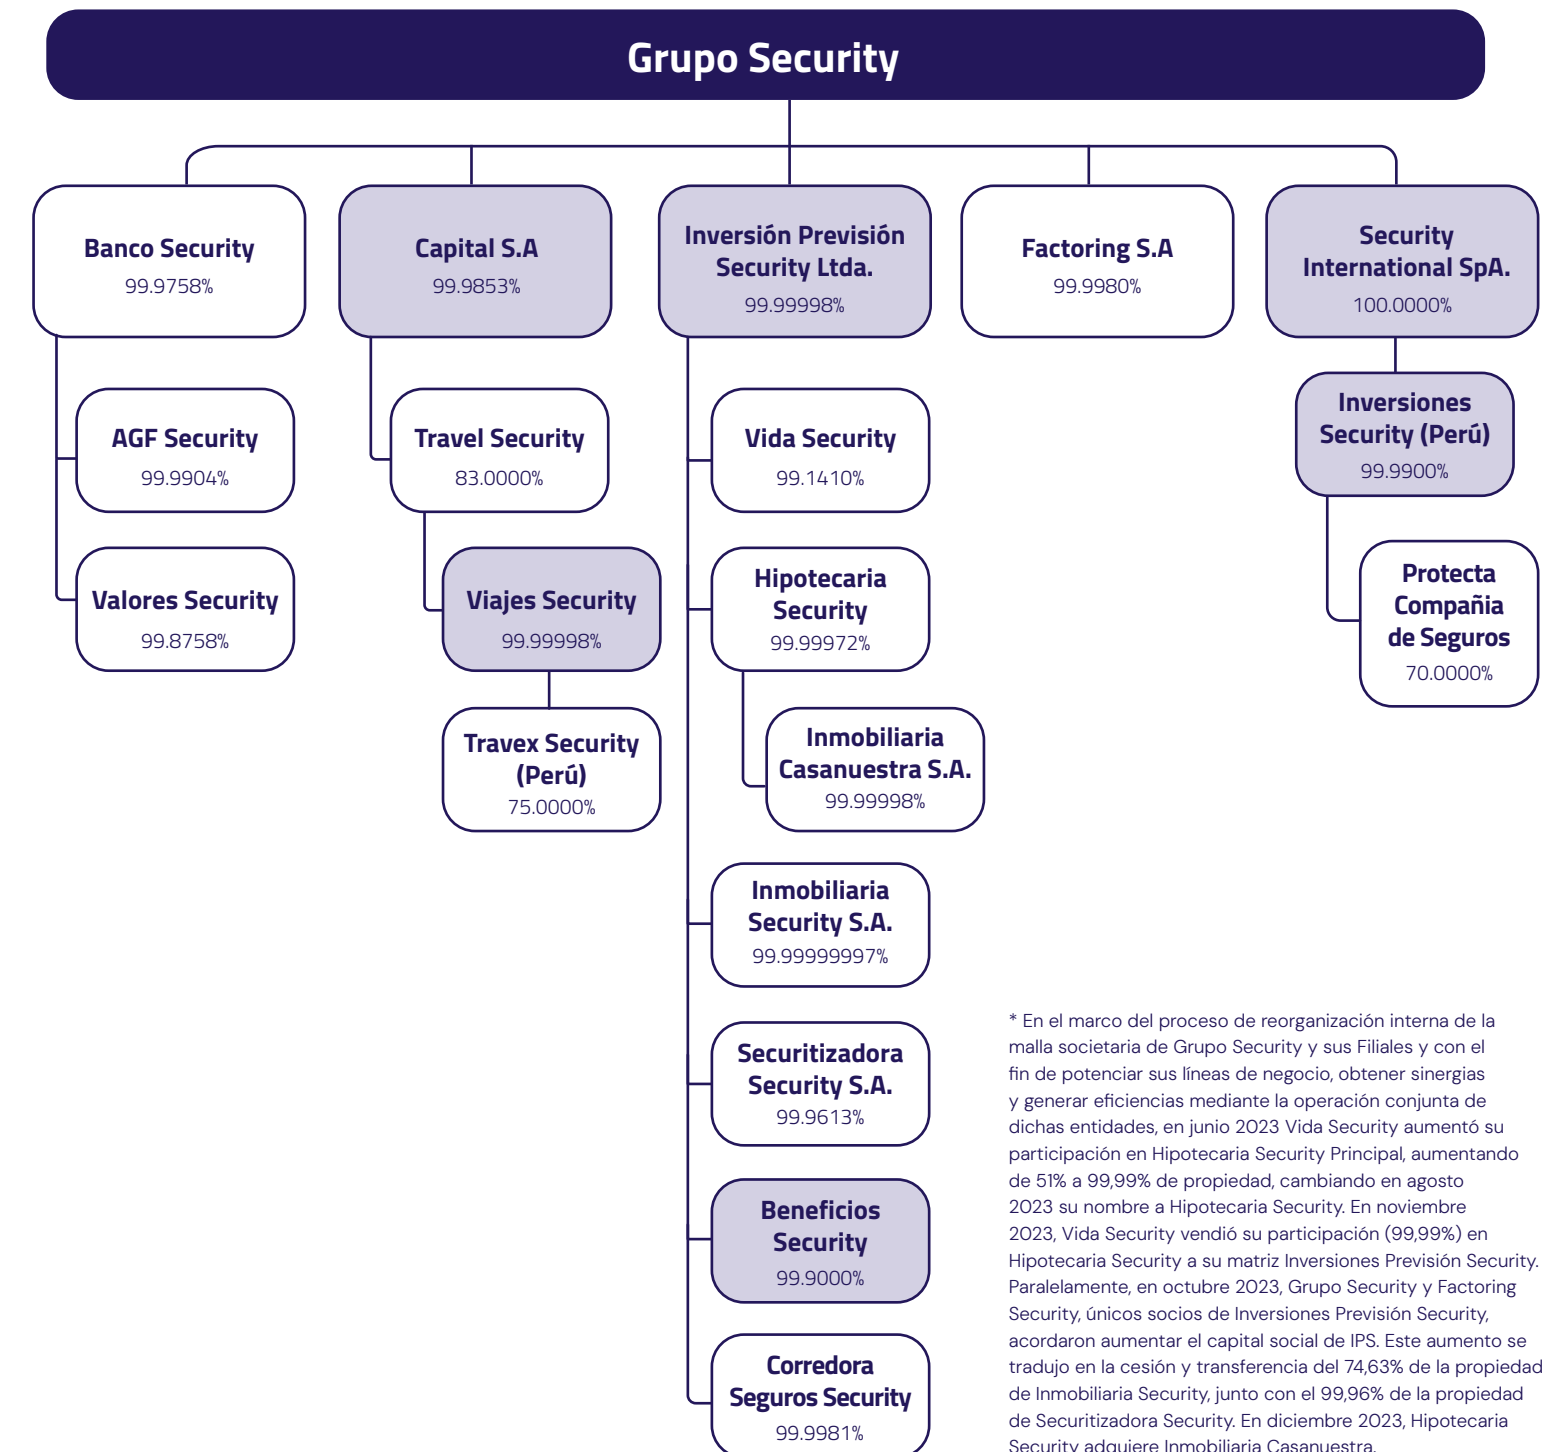 Grupo Security
Banco Security
99.9758%
AGF Security
99.9904%
Valores Security
99.8758%
Capital S.A
99.9853%
Travel Security
83.0000%
Viajes Security
99.99998%
Travex Security
(Perú)
75.0000%
Inversión Previsión
Security Ltda.
99.99998%
Vida Security
99.1410%
Hipotecaria
Security
99.99972%
Inmobiliaria
Casanuestra S.A.
99.99998%
Inmobiliaria
Security S.A.
99.99999997%
Securitizadora
Security S.A.
99.9613%
Beneficios
Security
99.9000%
Corredora
Seguros Security
99.9981%
Factoring S.A
99.9980%
Security
International SpA.
100.0000%
Inversiones
Security (Perú)
99.9900%
Protecta
Compañia
de Seguros
70.0000%
* En el marco del proceso de reorganización interna de la
malla societaria de Grupo Security y sus Filiales y con el
fin de potenciar sus líneas de negocio, obtener sinergias
y generar eficiencias mediante la operación conjunta de
dichas entidades, en junio 2023 Vida Security aumentó su
participación en Hipotecaria Security Principal, aumentando
de 51% a 99,99% de propiedad, cambiando en agosto
2023 su nombre a Hipotecaria Security. En noviembre
2023, Vida Security vendió su participación (99,99%) en
Hipotecaria Security a su matriz Inversiones Previsión Security.
Paralelamente, en octubre 2023, Grupo Security y Factoring
Security, únicos socios de Inversiones Previsión Security,
acordaron aumentar el capital social de IPS. Este aumento se
tradujo en la cesión y transferencia del 74,63% de la propiedad
de Inmobiliaria Security, junto con el 99,96% de la propiedad
de Securitizadora Security. En diciembre 2023, Hipotecaria
Security adquiere Inmobiliaria Casanuestra.